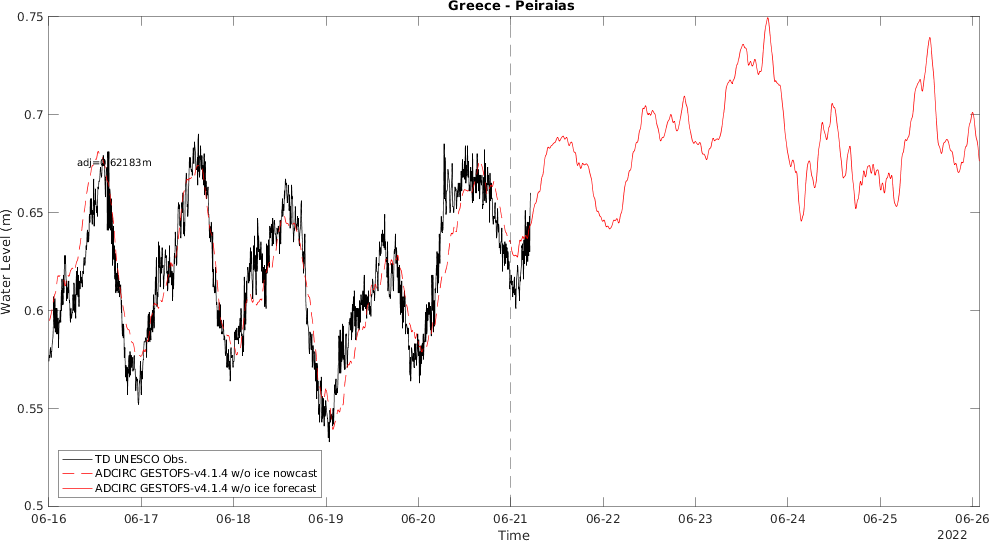 Greece - Peiraias
0.75
0.7
0.65
0.6
0.55
0.5
Water Level (m)
adj=0.62183m
TD UNESCO Obs.
ADCIRC GESTOFS-v4.1.4 w/o ice nowcast
ADCIRC GESTOFS-v4.1.4 w/o ice forecast
06-16 06-17 06-18 06-19 06-20 06-21 06-22 06-23 06-24 06-25 06-26
Time
2022